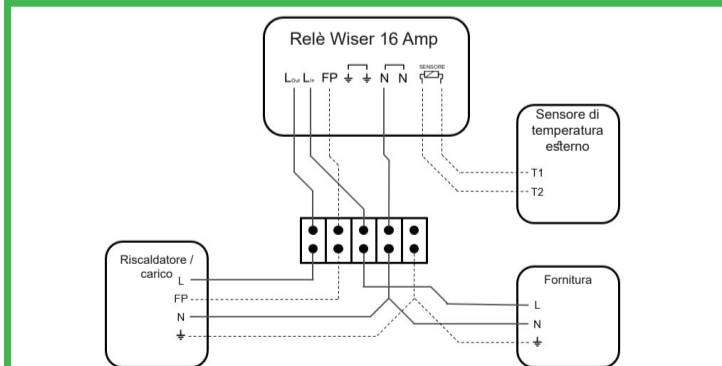 Relè Wiser 16 Amp
SENSORE
LOut LIn FP N N
Sensore di
temperatura
esterno
T1
T2
Riscaldatore /
carico
L
FP
N
Fornitura
L
N